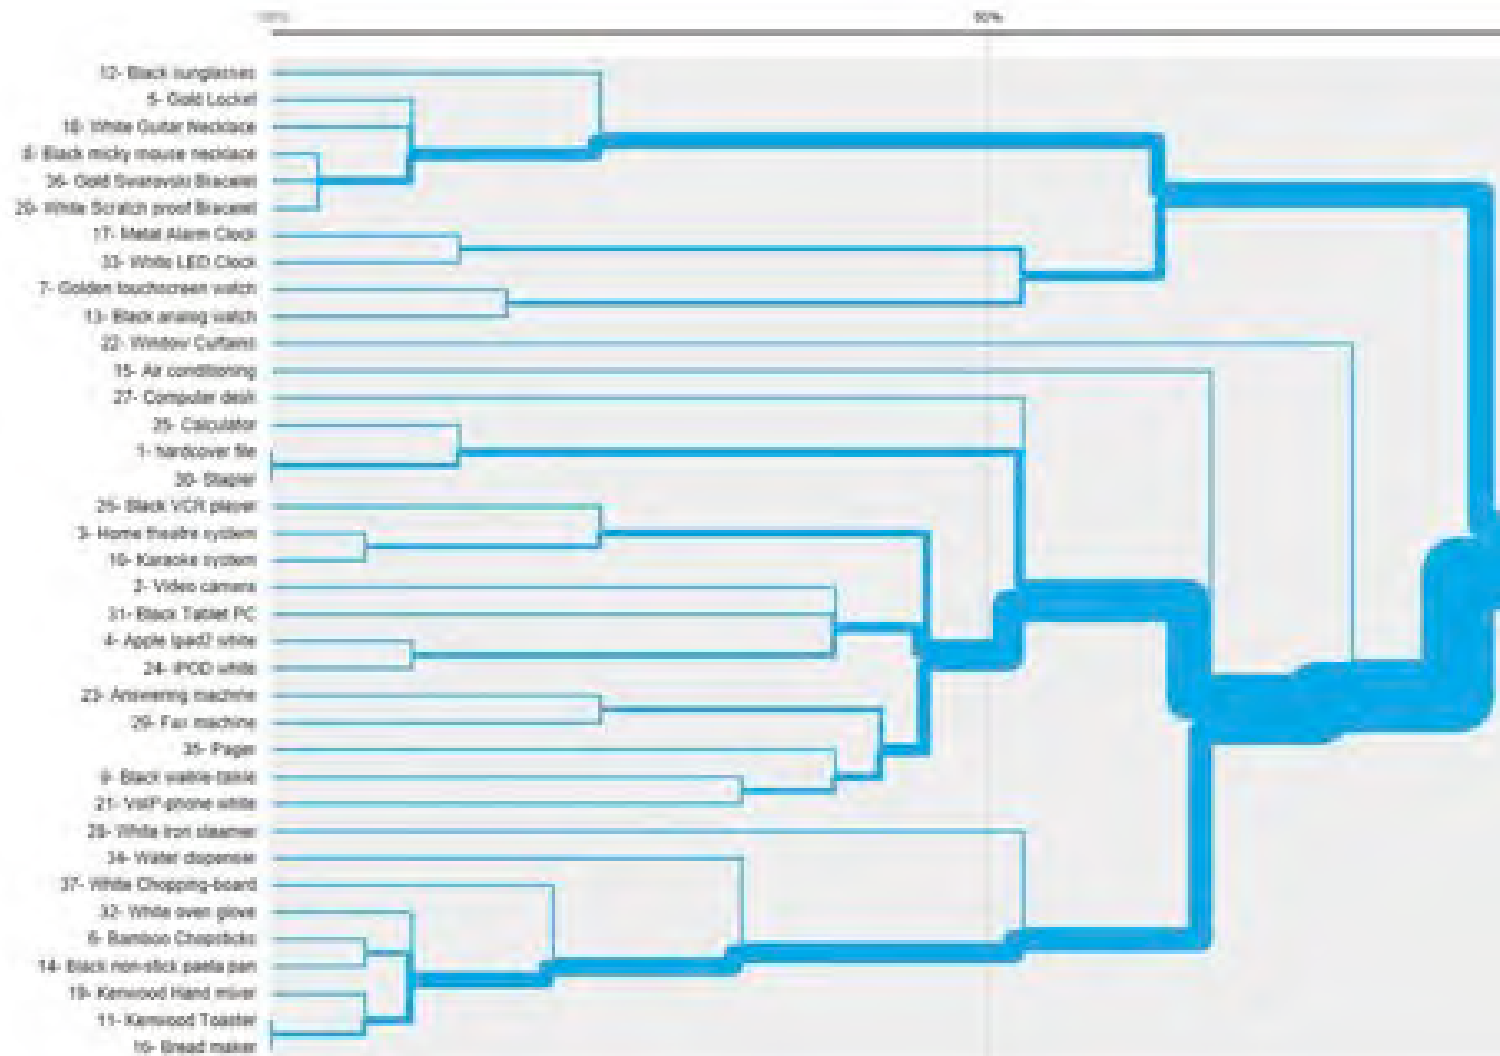 100%
50%
12- Black sunglasses
5- Gold Locket
18- White Guitar Necklace
8- Black micky mouse necklace
36- Gold Swarovski Bracelet
20- White Scratch proof Bracelet
17- Metal Alarm Clock
33- White LED Clock
7- Golden touchscreen watch
13- Black analog watch
22- Window Curtains
15- Air conditioning
27- Computer desk
Calculator
1- hardcover file
30- Stapler
Black VCR player
3- Home theatre system
10- Karaoke system
2- Video camera
31- Black Tablet PC
4- Apple Ipad2 white
24- IPOD white
23- Answering machine
29- Fax machine
35- Pager
9- Black walkie-talkie
21- VoIP phone white
28- White iron steamer
34- Water dispenser
37- White Chopping-board
32- White oven glove
6- Bamboo Chopsticks
14- Black non-stick paela pan
19- Kenwood Hand mixer
11- Kenwood Toaster
16- Bread maker